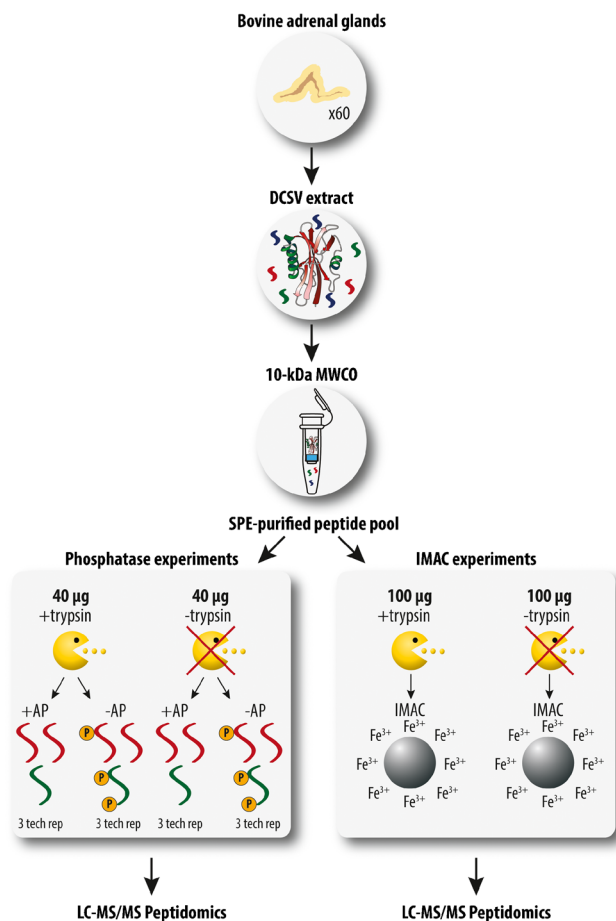 Bovine adrenal glands
x60
DCSV extract
10-kDa MWCO
SPE-purified peptide pool
Phosphatase experiments
40 µg
+trypsin
40 µg
-trypsin
+AP
-AP
+AP
-AP
P
P
P
P
P
P
3 tech rep
3 tech rep
3 tech rep
3 tech rep
LC-MS/MS Peptidomics
IMAC experiments
100 µg
+trypsin
100 µg
-trypsin
IMAC
Fe³⁺
Fe³⁺
Fe³⁺
Fe³⁺
Fe³⁺
Fe³⁺
Fe³⁺
Fe³⁺
IMAC
Fe³⁺
Fe³⁺
Fe³⁺
Fe³⁺
Fe³⁺
Fe³⁺
Fe³⁺
Fe³⁺
LC-MS/MS Peptidomics